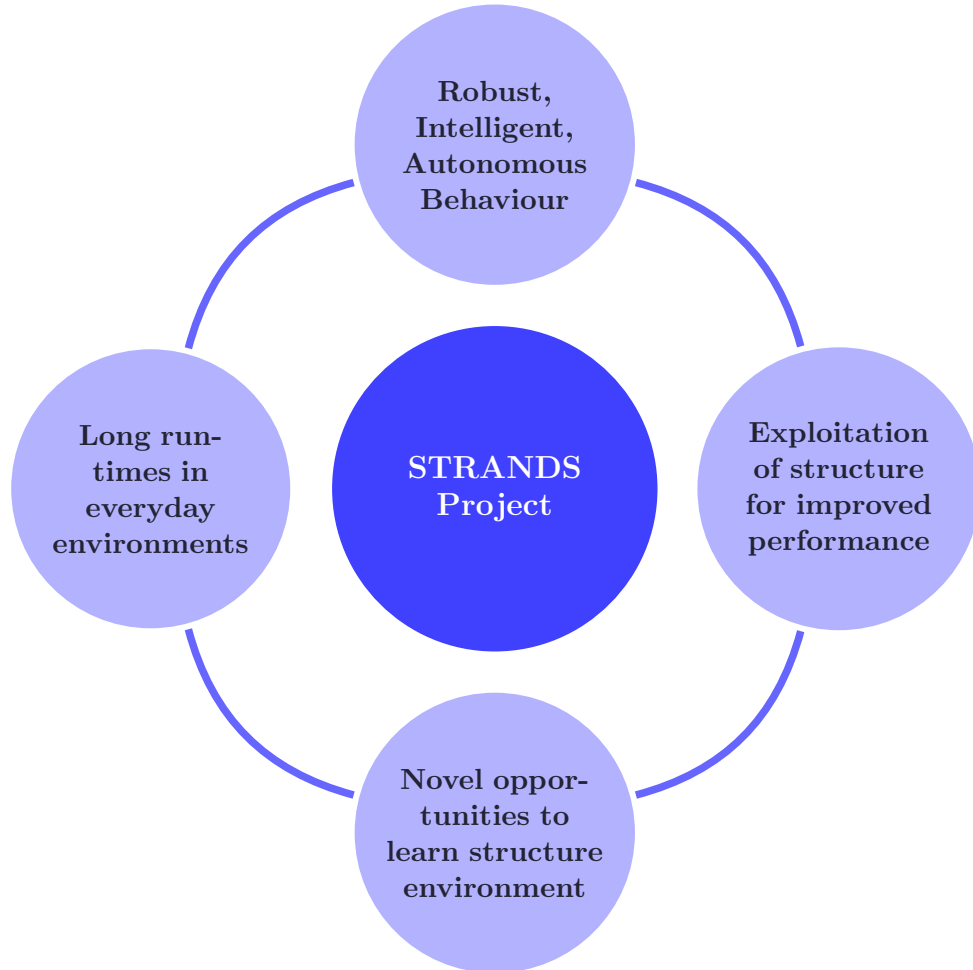 Robust,
Intelligent,
Autonomous
Behaviour
Long run-
times in
everyday
environments
STRANDS
Project
Exploitation
of structure
for improved
performance
Novel oppor-
tunities to
learn structure
environment